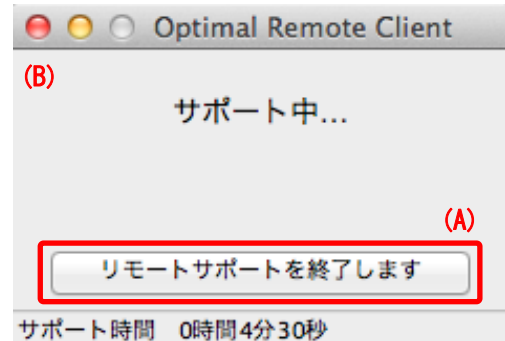 Optimal Remote Client
(B)
サポート中...
(A)
リモートサポートを終了します
サポート時間 0時間4分30秒